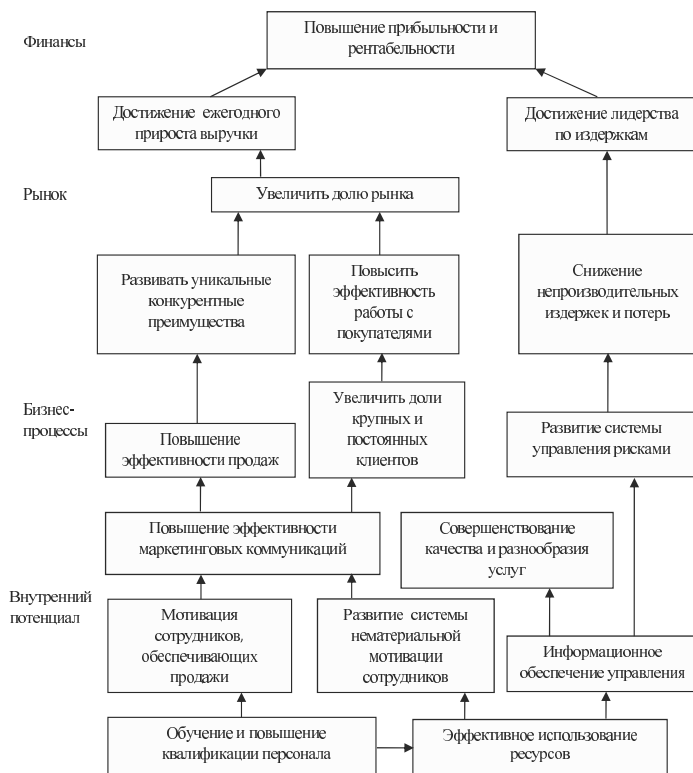 Финансы
Повышение прибыльности и
рентабельности
Достижение ежегодного
прироста выручки
Достижение лидерства
по издержкам
Рынок
Увеличить долю рынка
Развивать уникальные
конкурентные
преимущества
Повысить
эффективность
работы с
покупателями
Снижение
непроизводительных
издержек и потерь
Бизнес-
процессы
Повышение
эффективности продаж
Увеличить доли
крупных и
постоянных
клиентов
Развитие системы
управления рисками
Повышение эффективности
маркетинговых коммуникаций
Совершенствование
качества и разнообразия
услуг
Внутренний
потенциал
Мотивация
сотрудников,
обеспечивающих
продажи
Развитие системы
нематериальной
мотивации
сотрудников
Информационное
обеспечение управления
Обучение и повышение
квалификации персонала
Эффективное использование
ресурсов